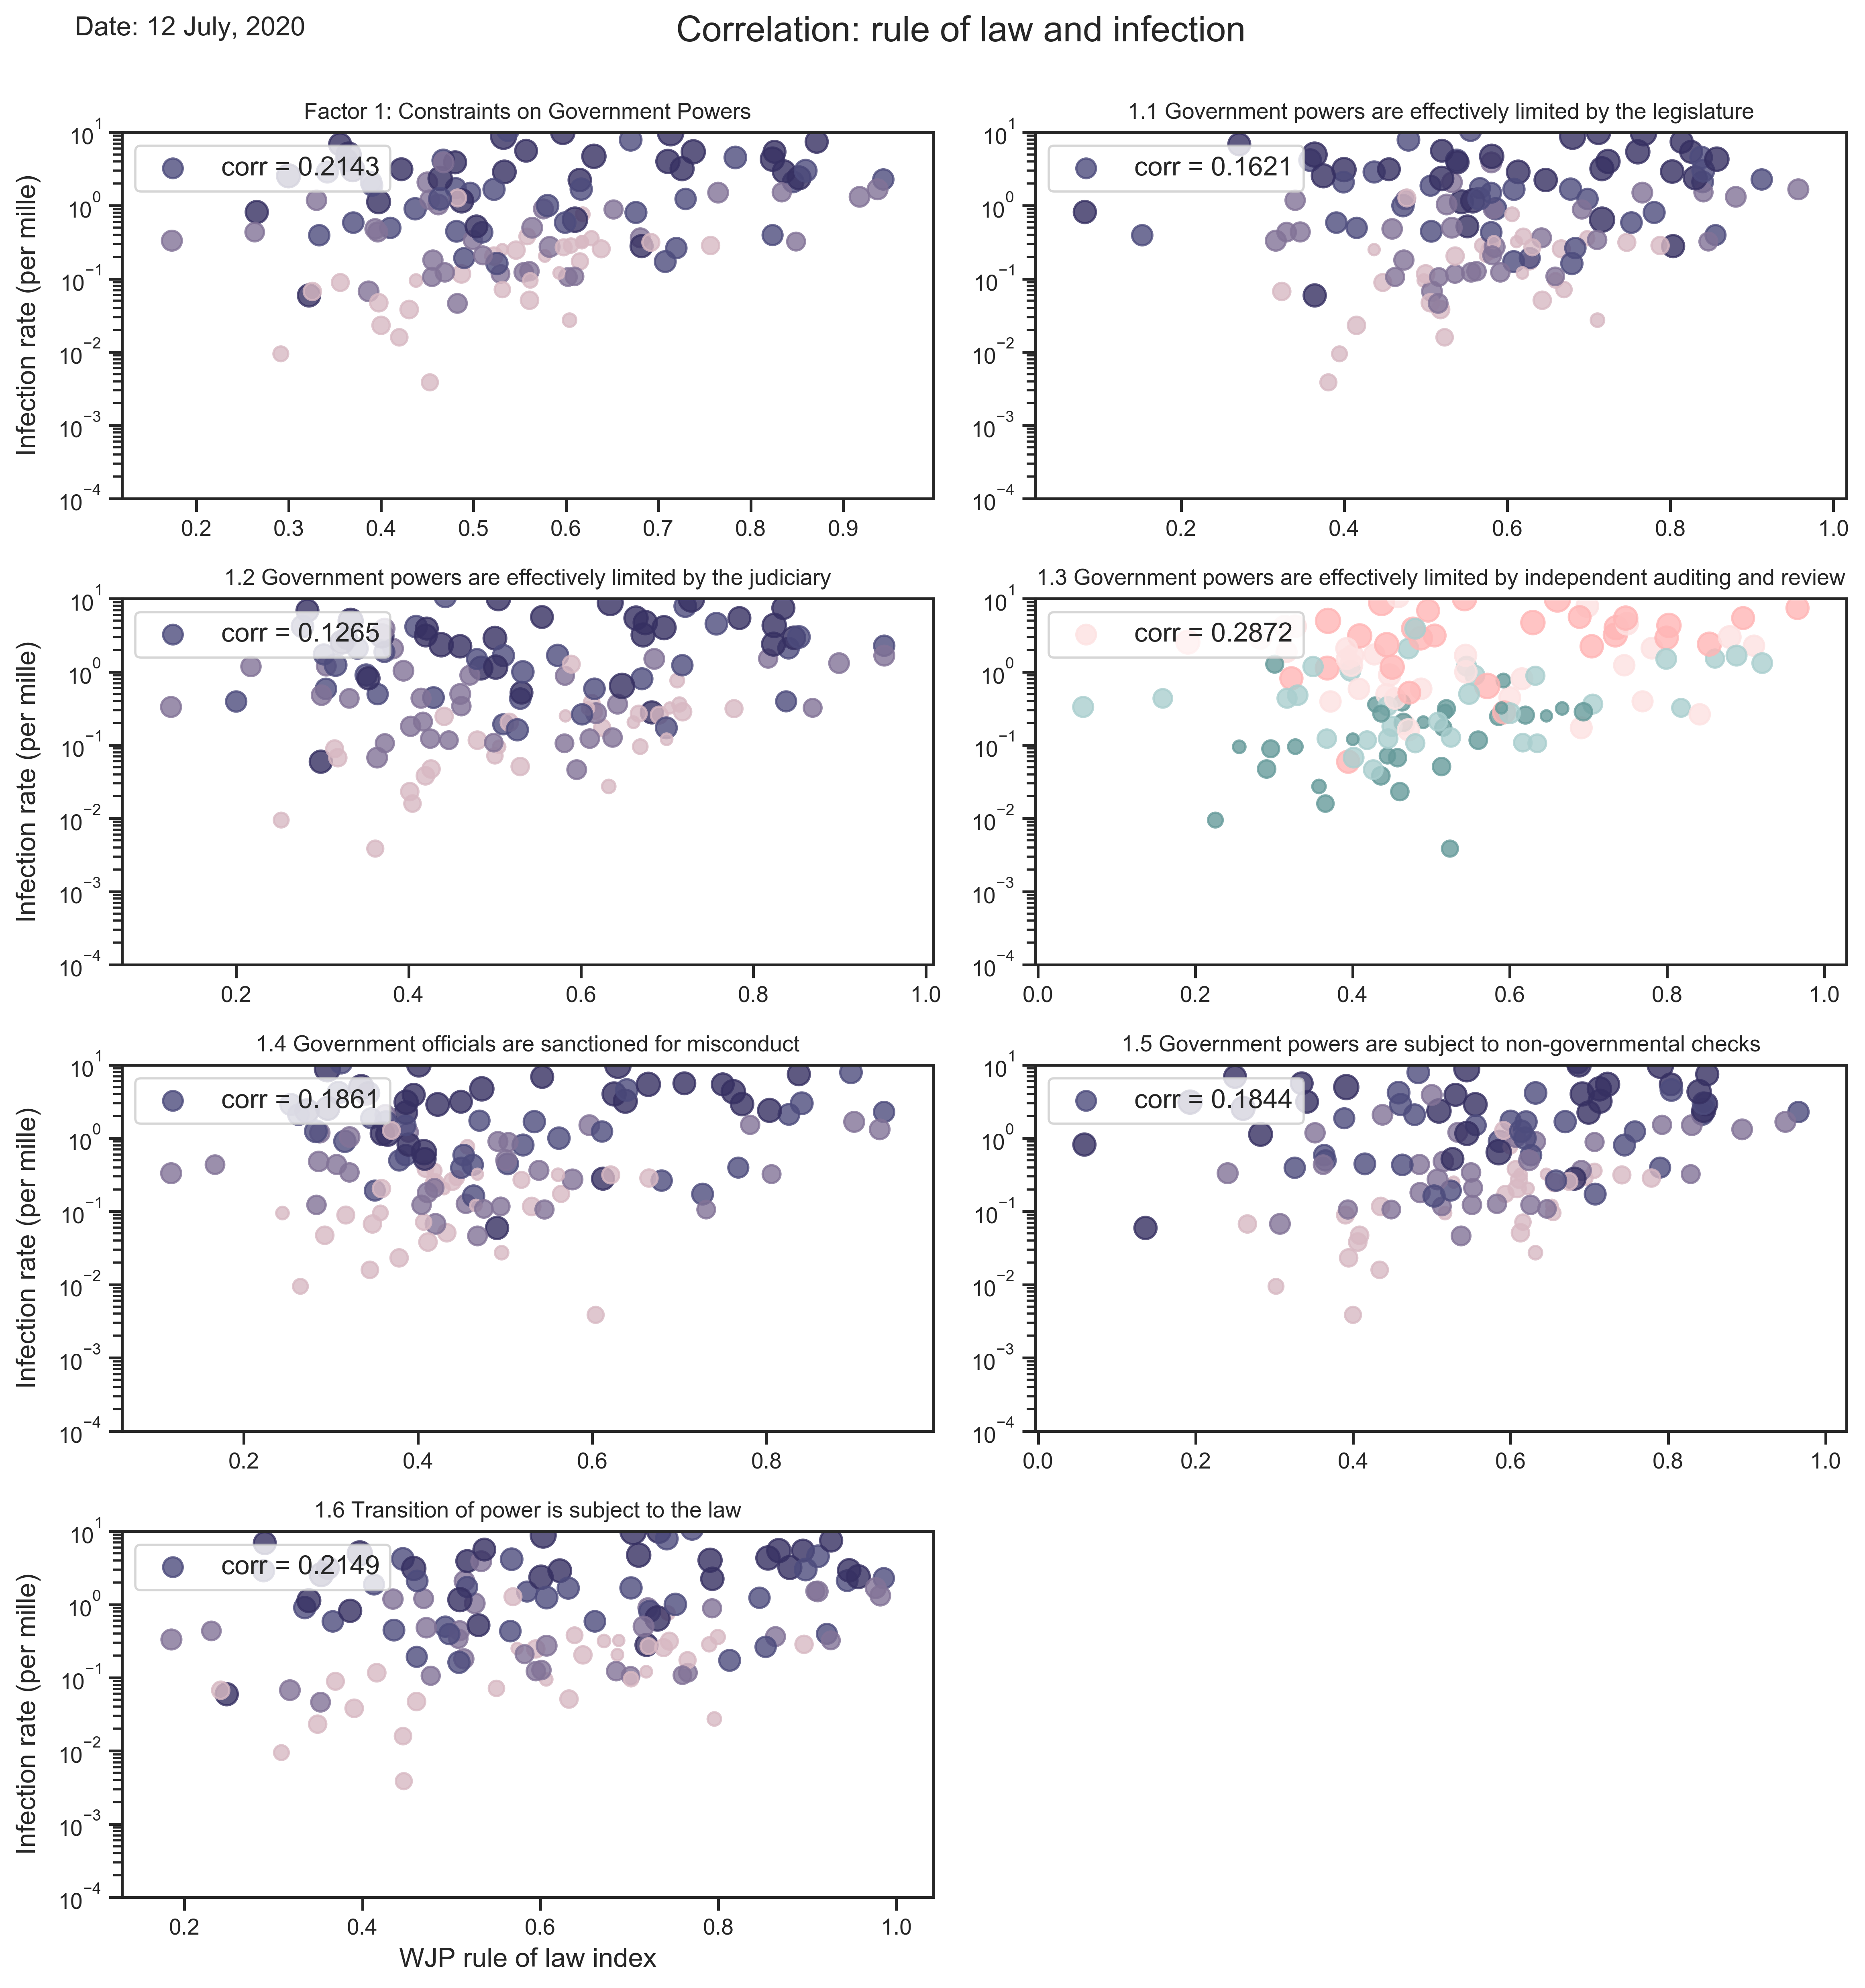 Date: 12 July, 2020
Correlation: rule of law and infection
Factor 1: Constraints on Government Powers
corr = 0.2143
Infection rate (per mille)
10^1
10^0
10^−1
10^−2
10^−3
10^−4
0.2 0.3 0.4 0.5 0.6 0.7 0.8 0.9
1.1 Government powers are effectively limited by the legislature
corr = 0.1621
10^1
10^0
10^−1
10^−2
10^−3
10^−4
0.2 0.4 0.6 0.8 1.0
1.2 Government powers are effectively limited by the judiciary
corr = 0.1265
Infection rate (per mille)
10^1
10^0
10^−1
10^−2
10^−3
10^−4
0.2 0.4 0.6 0.8 1.0
1.3 Government powers are effectively limited by independent auditing and review
corr = 0.2872
10^1
10^0
10^−1
10^−2
10^−3
10^−4
0.0 0.2 0.4 0.6 0.8 1.0
1.4 Government officials are sanctioned for misconduct
corr = 0.1861
Infection rate (per mille)
10^1
10^0
10^−1
10^−2
10^−3
10^−4
0.2 0.4 0.6 0.8
1.5 Government powers are subject to non-governmental checks
corr = 0.1844
10^1
10^0
10^−1
10^−2
10^−3
10^−4
0.0 0.2 0.4 0.6 0.8 1.0
1.6 Transition of power is subject to the law
corr = 0.2149
Infection rate (per mille)
10^1
10^0
10^−1
10^−2
10^−3
10^−4
0.2 0.4 0.6 0.8 1.0
WJP rule of law index